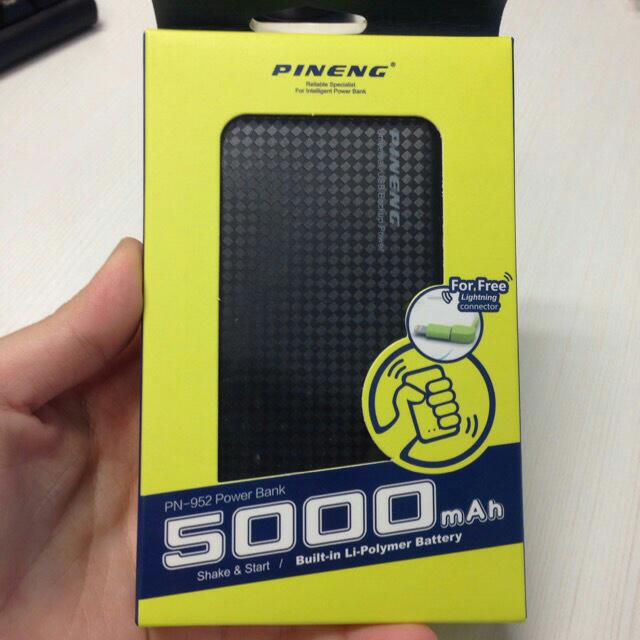 PINENG®
Reliable Specialist
For Intelligent Power Bank
PINENG
For Free
Lightning
connector
PN-952 Power Bank
5000mAh
Shake & Start / Built-in Li-Polymer Battery